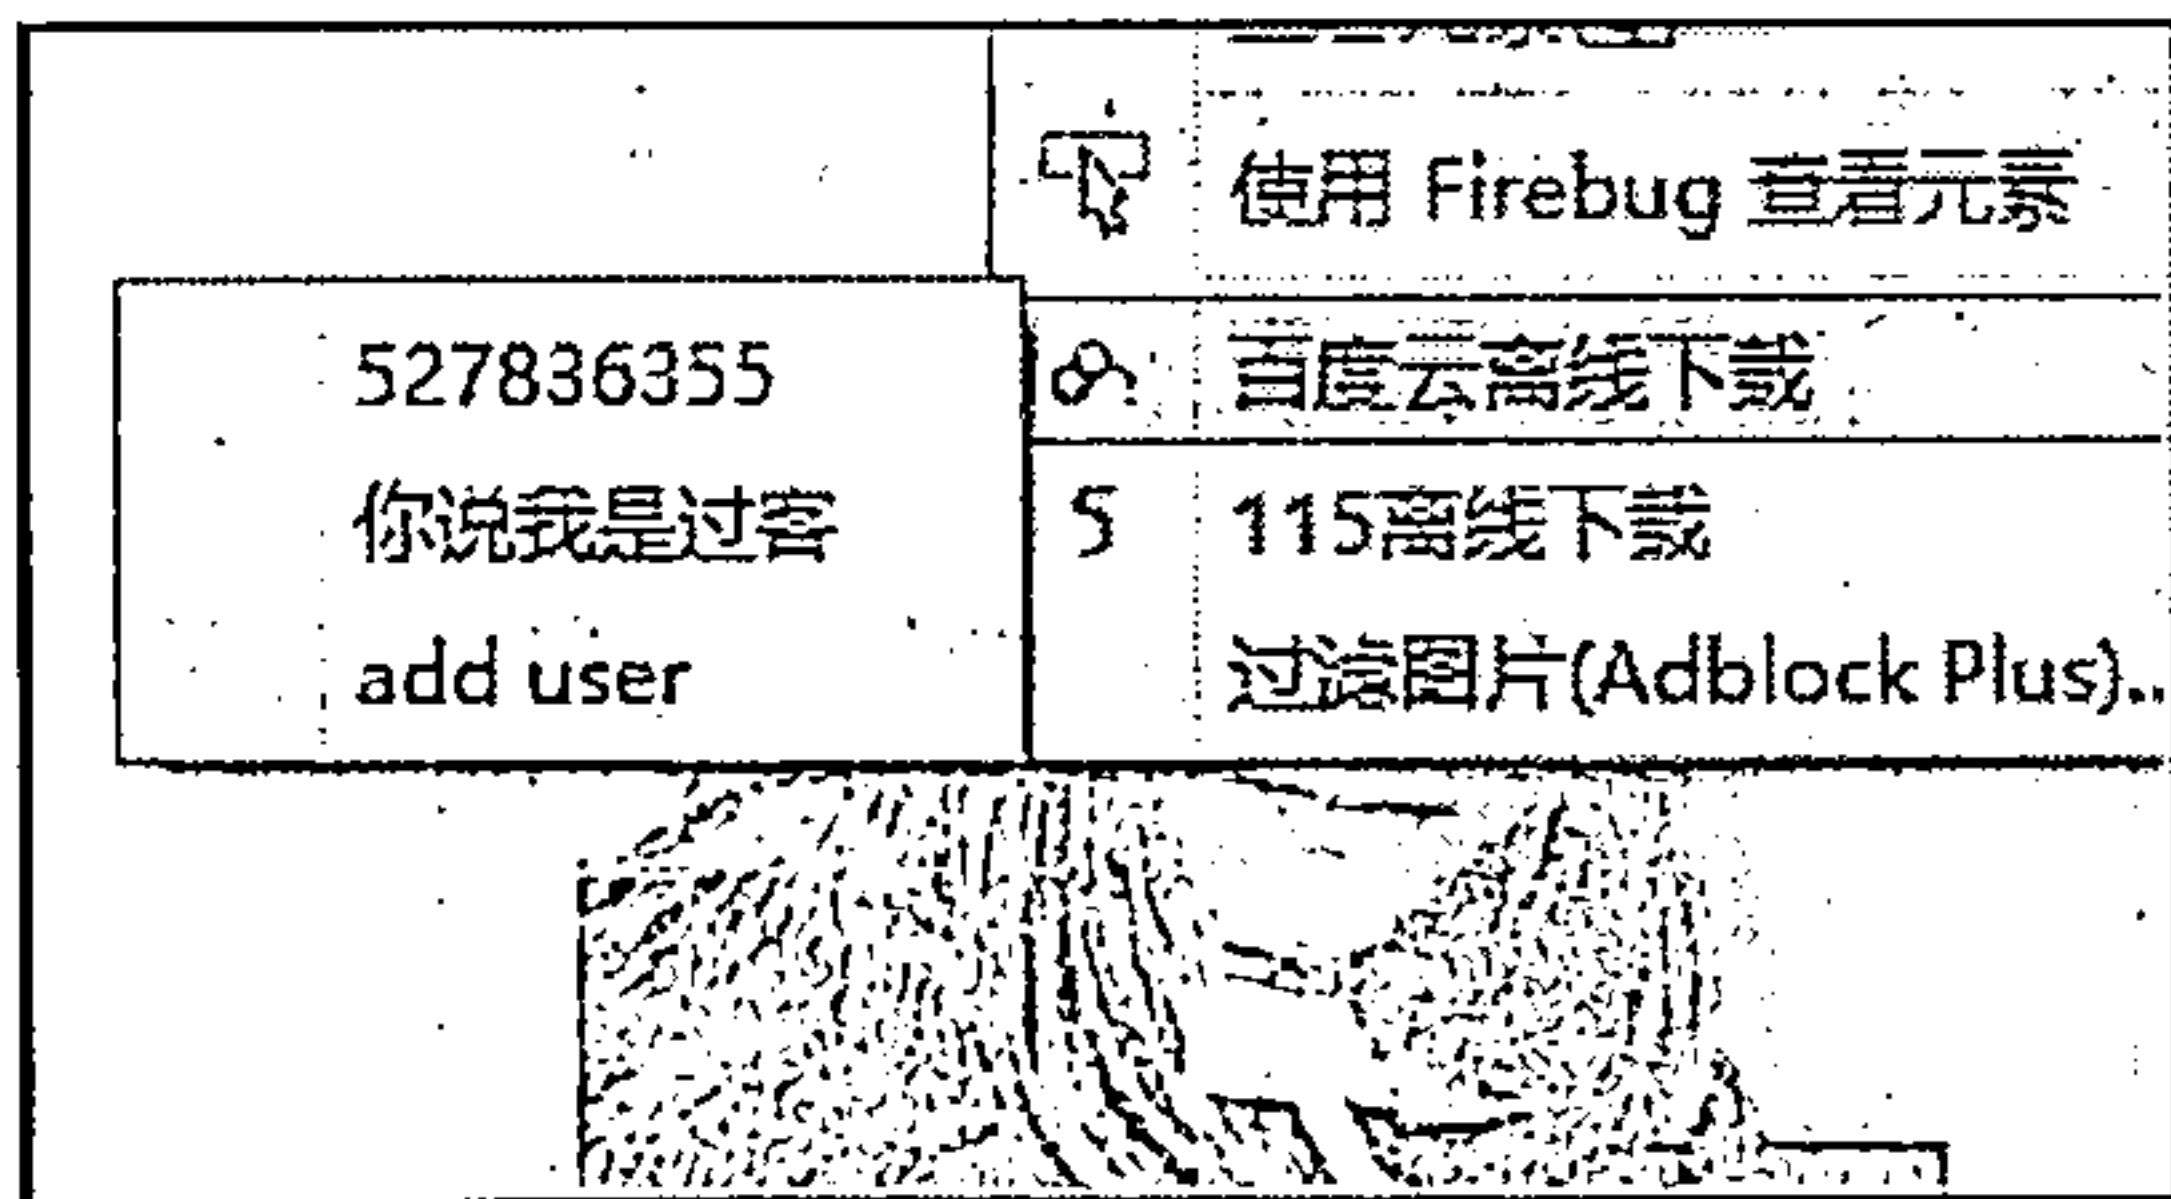 使用 Firebug 查看元素
527836355
百度云离线下载
你说我是过客
115离线下载
add user
过滤图片(Adblock Plus)..